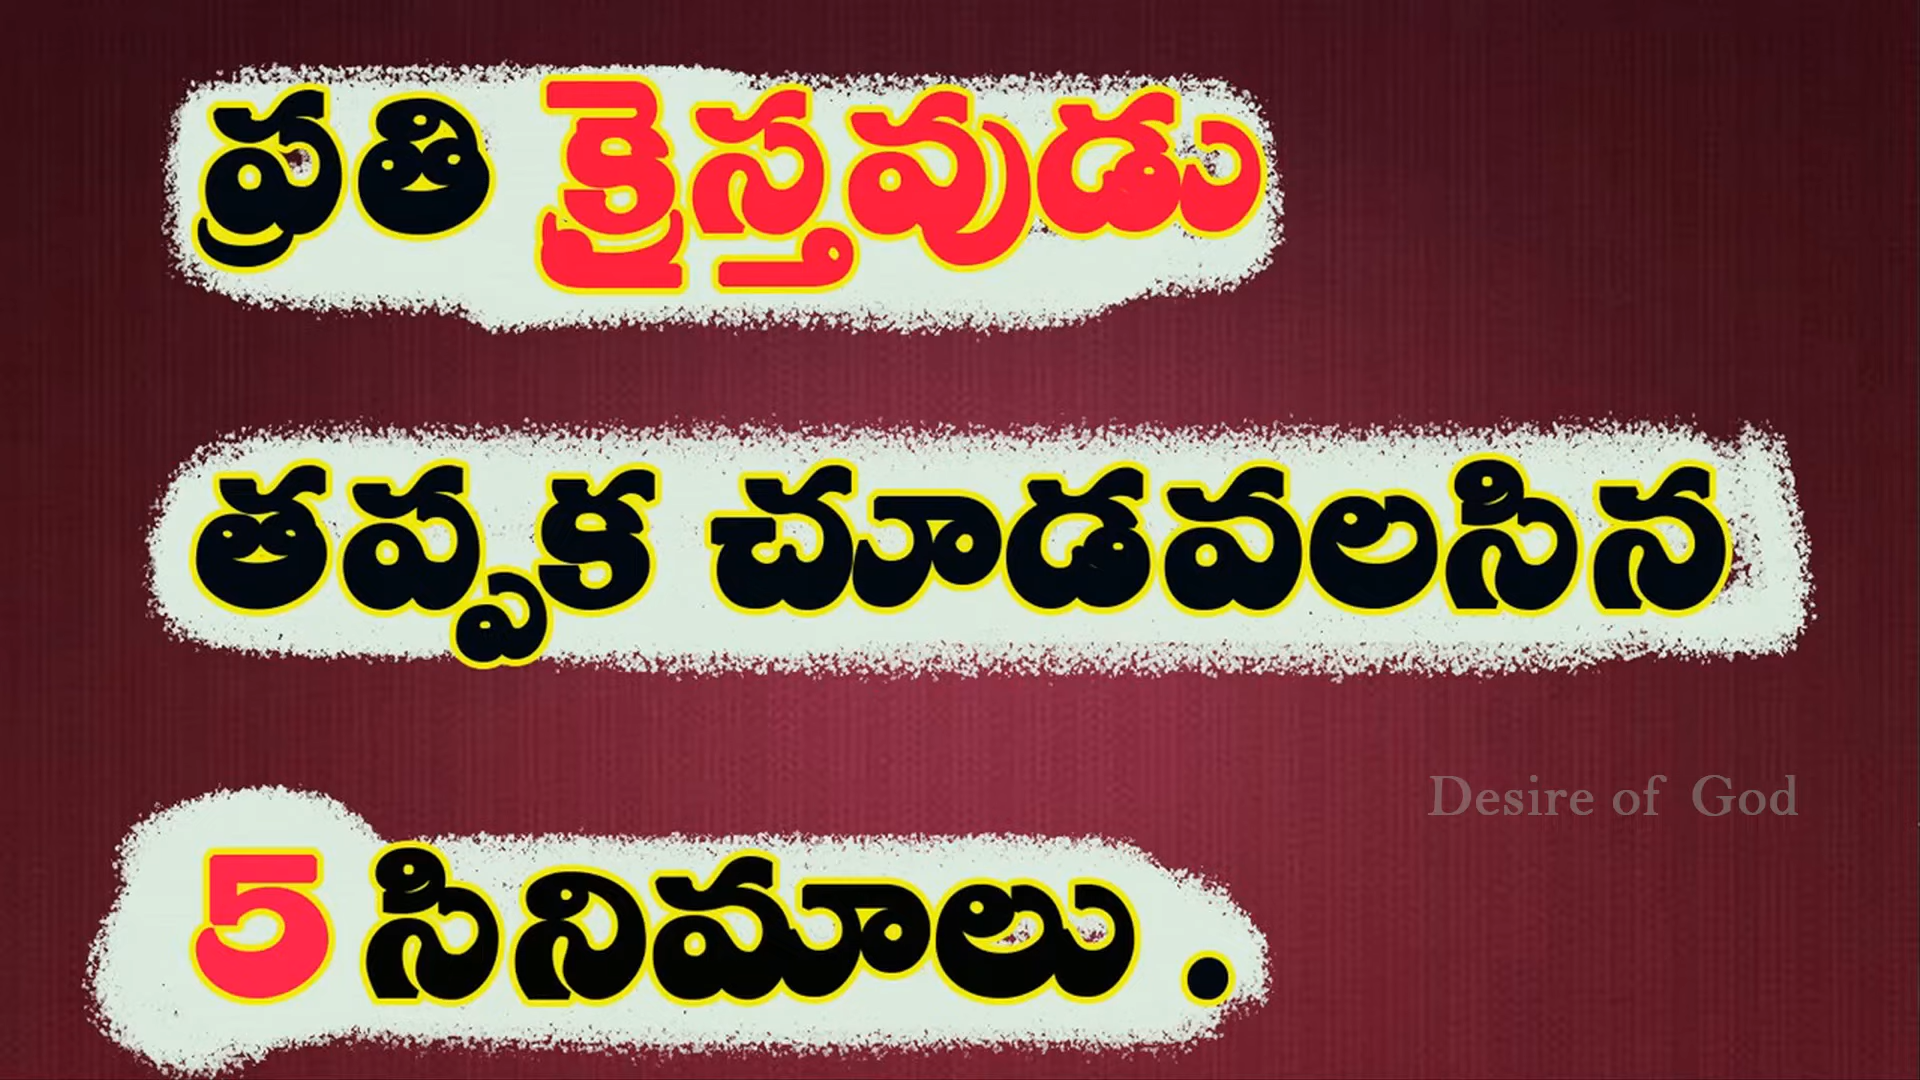 ప్రతి క్రైస్తవుడు
తప్పక చూడవలసిన
Desire of God
5 సినిమాలు .